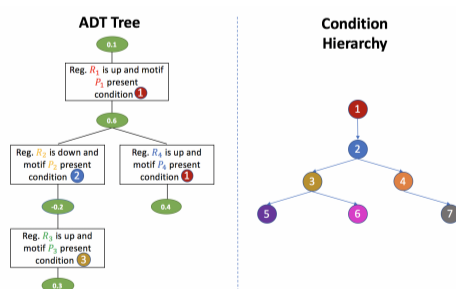 ADT Tree
0.1
Reg. R1 is up and motif
P1 present
condition 1
0.6
Reg. R2 is down and
motif P2 present
condition 2
Reg. R4 is up and
motif P4 present
condition 1
-0.2
0.4
Reg. R3 is up and
motif P3 present
condition 3
0.3
Condition
Hierarchy
1
2
3
4
5
6
7